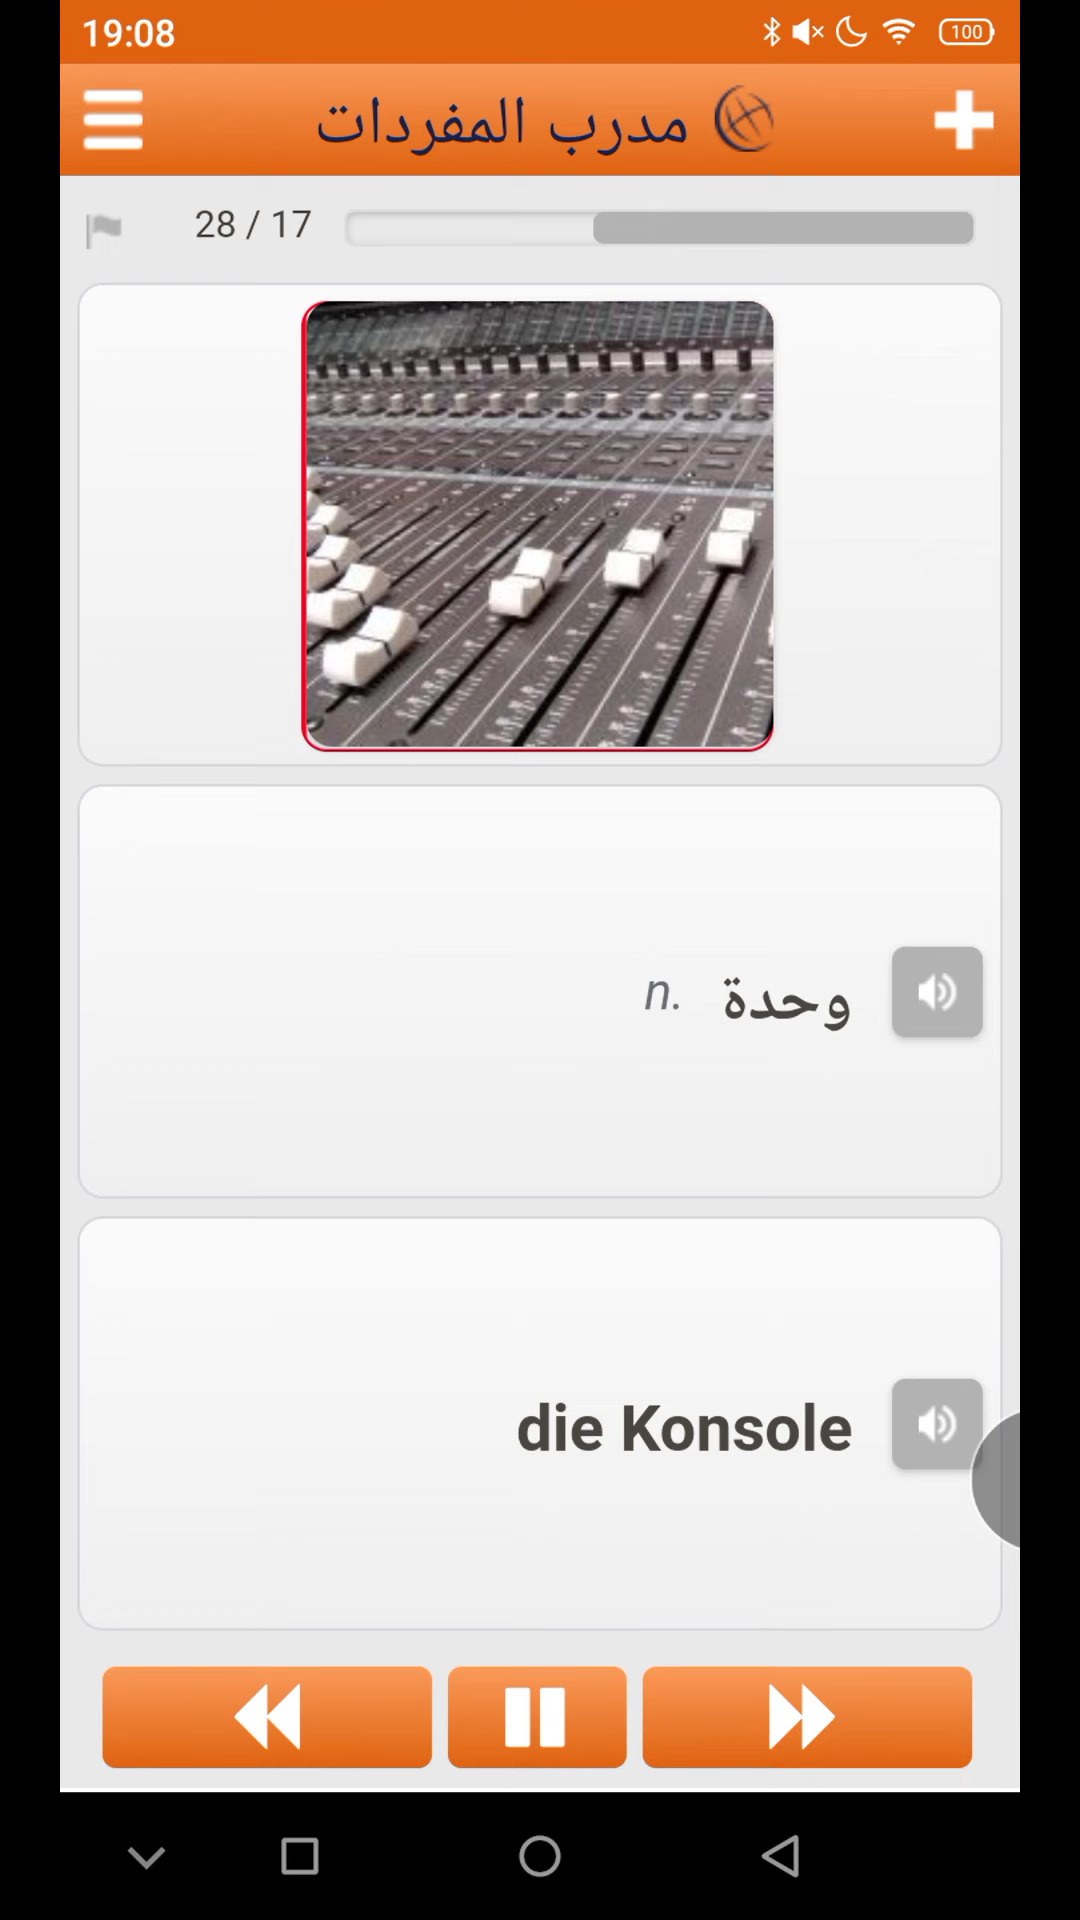 19:08
100
مدرب المفردات
28 / 17
وحدة n.
die Konsole